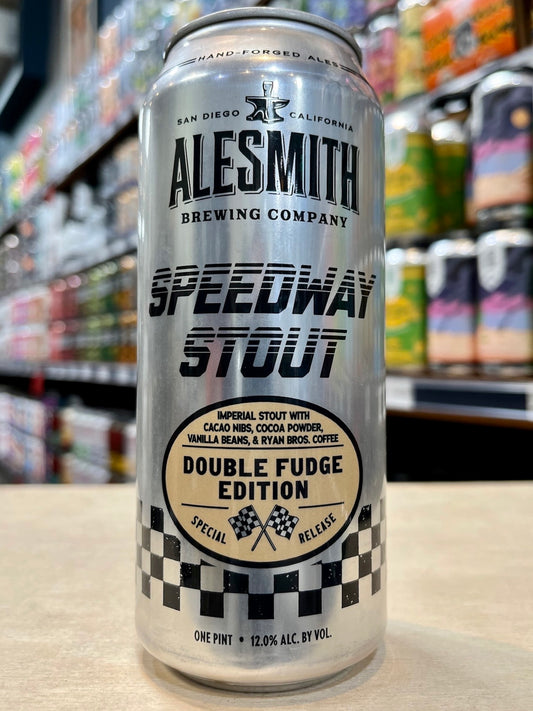 HAND-FORGED ALES
SAN DIEGO CALIFORNIA
ALESMITH
BREWING COMPANY
SPEEDWAY
STOUT
IMPERIAL STOUT WITH
CACAO NIBS, COCOA POWDER,
VANILLA BEANS, & RYAN BROS. COFFEE
DOUBLE FUDGE
EDITION
SPECIAL RELEASE
ONE PINT • 12.0% ALC. BY VOL.